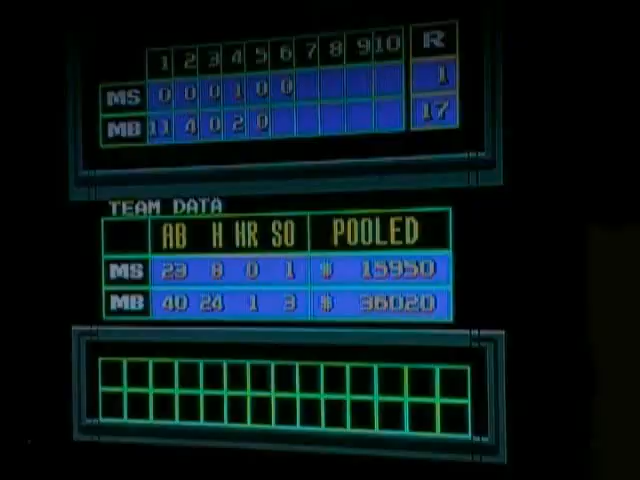 1 2 3 4 5 6 7 8 9 10 R
MS 0 0 0 1 0 0 1
MB 11 4 0 2 0 17
TEAM DATA
AB H HR SO POOLED
MS 23 8 0 1 $ 15950
MB 40 24 1 3 $ 36020